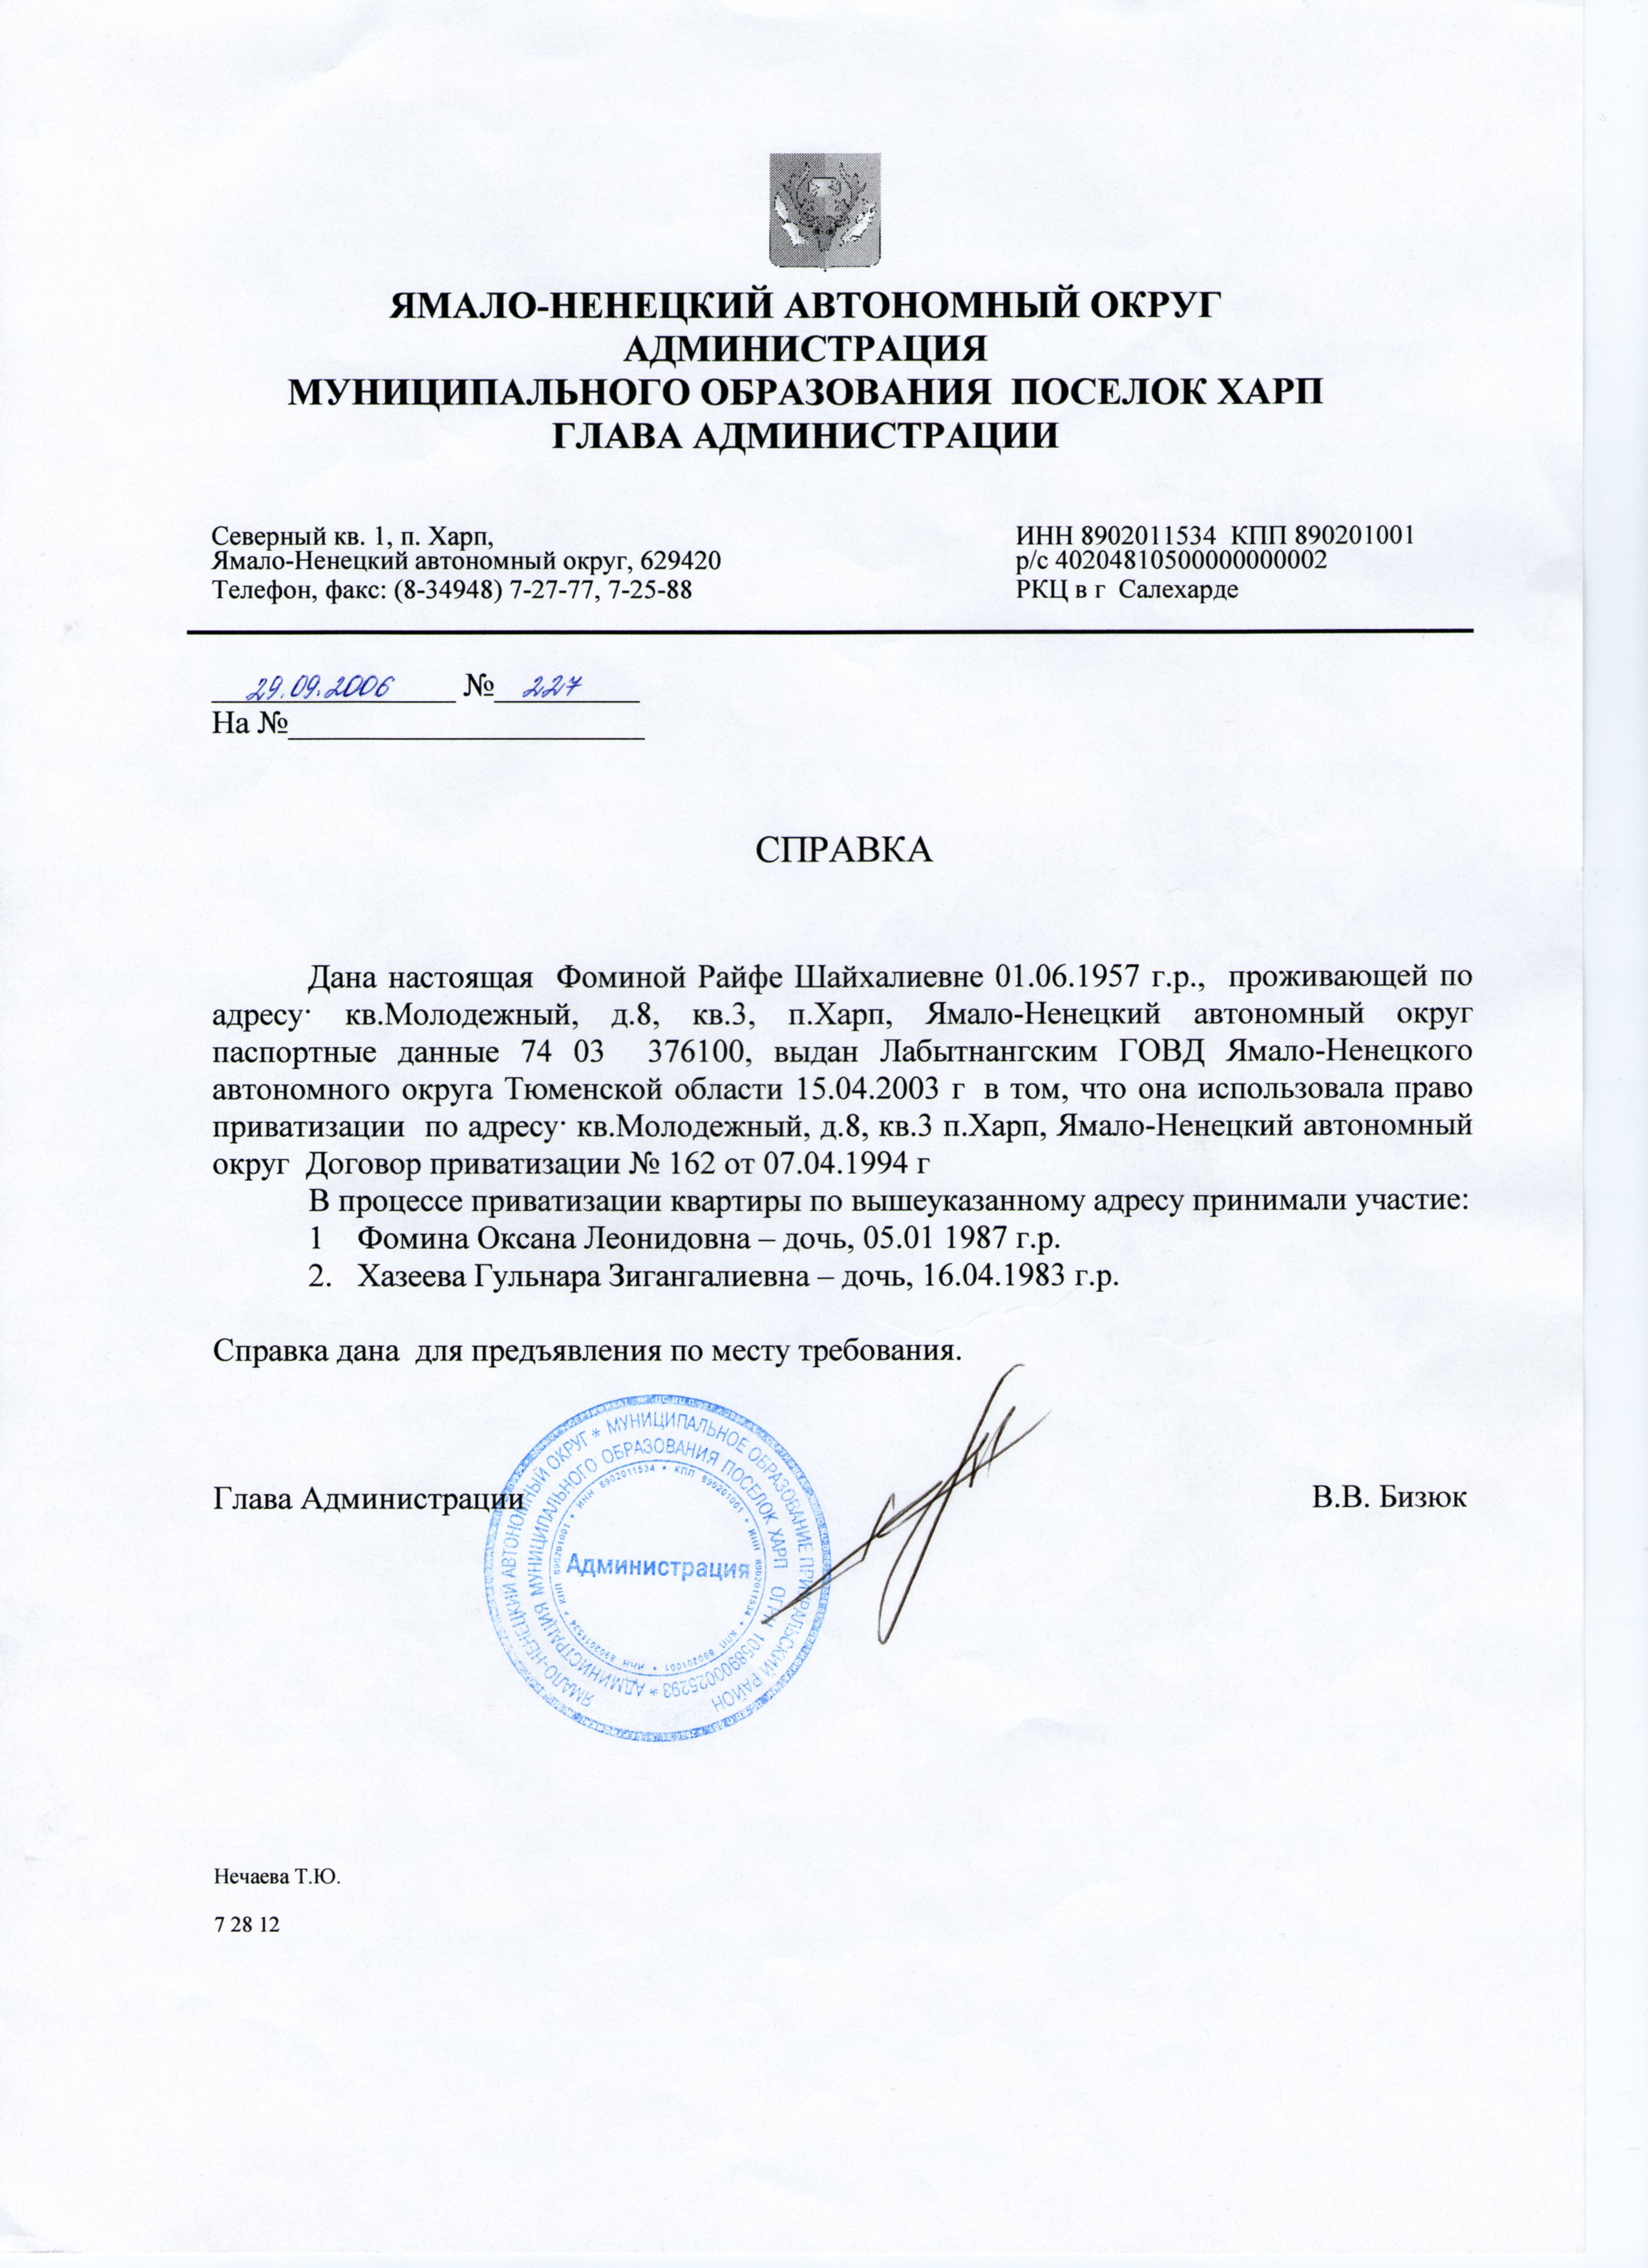 ЯМАЛО-НЕНЕЦКИЙ АВТОНОМНЫЙ ОКРУГ
АДМИНИСТРАЦИЯ
МУНИЦИПАЛЬНОГО ОБРАЗОВАНИЯ ПОСЕЛОК ХАРП
ГЛАВА АДМИНИСТРАЦИИ
Северный кв. 1, п. Харп,
Ямало-Ненецкий автономный округ, 629420
Телефон, факс: (8-34948) 7-27-77, 7-25-88
ИНН 8902011534 КПП 890201001
р/с 40204810500000000002
РКЦ в г Салехарде
29.09.2006 № 227
На №
СПРАВКА
Дана настоящая Фоминой Райфе Шайхалиевне 01.06.1957 г.р., проживающей по
адресу· кв.Молодежный, д.8, кв.3, п.Харп, Ямало-Ненецкий автономный округ
паспортные данные 74 03 376100, выдан Лабытнангским ГОВД Ямало-Ненецкого
автономного округа Тюменской области 15.04.2003 г в том, что она использовала право
приватизации по адресу· кв.Молодежный, д.8, кв.3 п.Харп, Ямало-Ненецкий автономный
округ Договор приватизации № 162 от 07.04.1994 г
В процессе приватизации квартиры по вышеуказанному адресу принимали участие:
1 Фомина Оксана Леонидовна – дочь, 05.01 1987 г.р.
2. Хазеева Гульнара Зигангалиевна – дочь, 16.04.1983 г.р.
Справка дана для предъявления по месту требования.
Глава Администрации
В.В. Бизюк
ЯМАЛО-НЕНЕЦКИЙ АВТОНОМНЫЙ ОКРУГ * МУНИЦИПАЛЬНОЕ ОБРАЗОВАНИЕ ПРИУРАЛЬСКИЙ РАЙОН
* АДМИНИСТРАЦИЯ МУНИЦИПАЛЬНОГО ОБРАЗОВАНИЯ ПОСЕЛОК ХАРП ОГРН 1058900025293
* ИНН 8902011534 * КПП 890201001 * ИНН 8902011534 * КПП 890201001 * ИНН 8902011534 * КПП 890201001
Администрация
Нечаева Т.Ю.
7 28 12